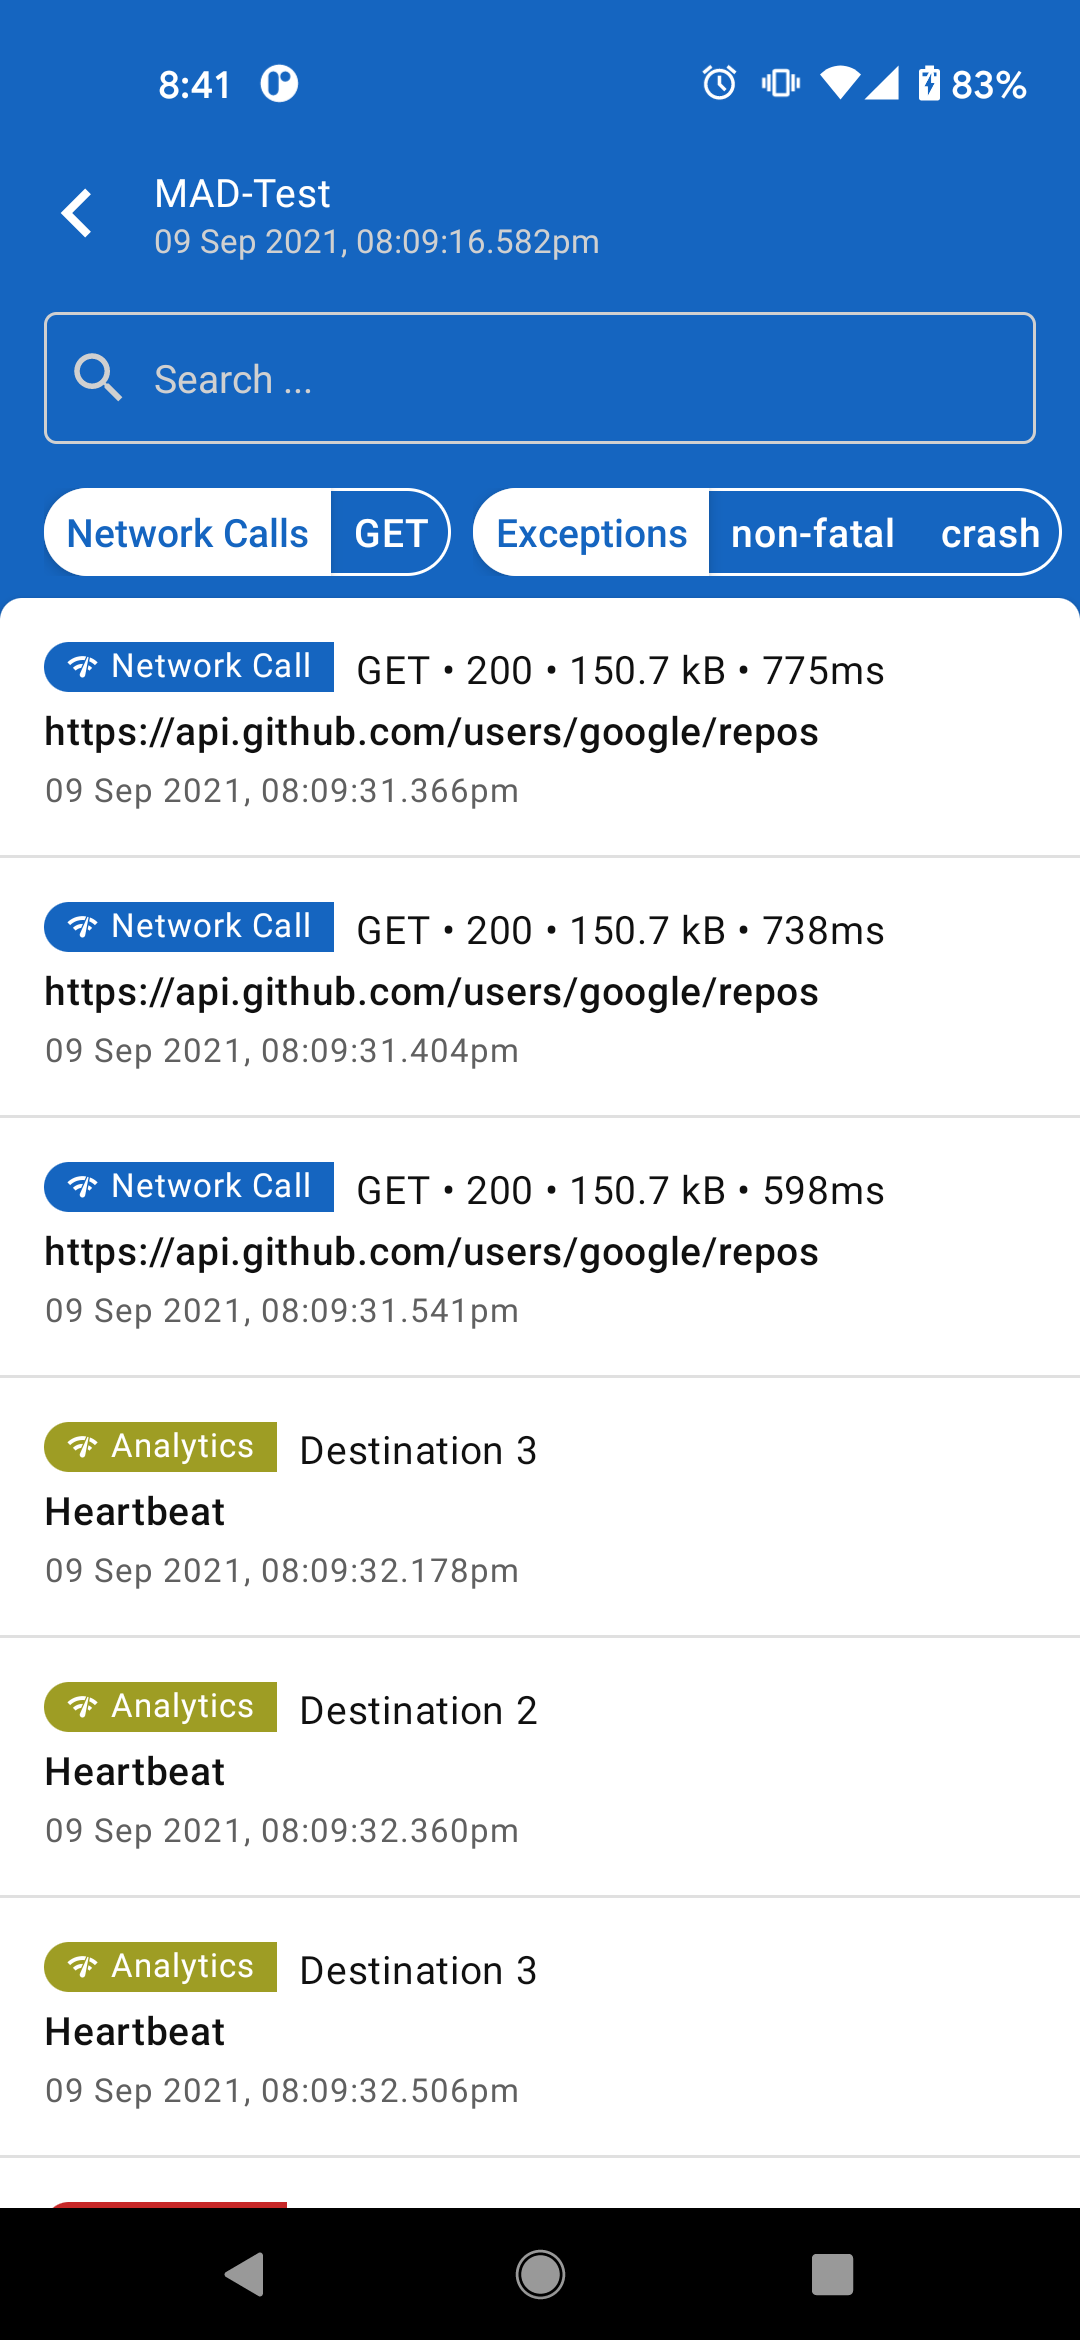 8:41 83%
MAD-Test
09 Sep 2021, 08:09:16.582pm
Search ...
Network Calls GET Exceptions non-fatal crash
Network Call GET • 200 • 150.7 kB • 775ms
https://api.github.com/users/google/repos
09 Sep 2021, 08:09:31.366pm
Network Call GET • 200 • 150.7 kB • 738ms
https://api.github.com/users/google/repos
09 Sep 2021, 08:09:31.404pm
Network Call GET • 200 • 150.7 kB • 598ms
https://api.github.com/users/google/repos
09 Sep 2021, 08:09:31.541pm
Analytics Destination 3
Heartbeat
09 Sep 2021, 08:09:32.178pm
Analytics Destination 2
Heartbeat
09 Sep 2021, 08:09:32.360pm
Analytics Destination 3
Heartbeat
09 Sep 2021, 08:09:32.506pm